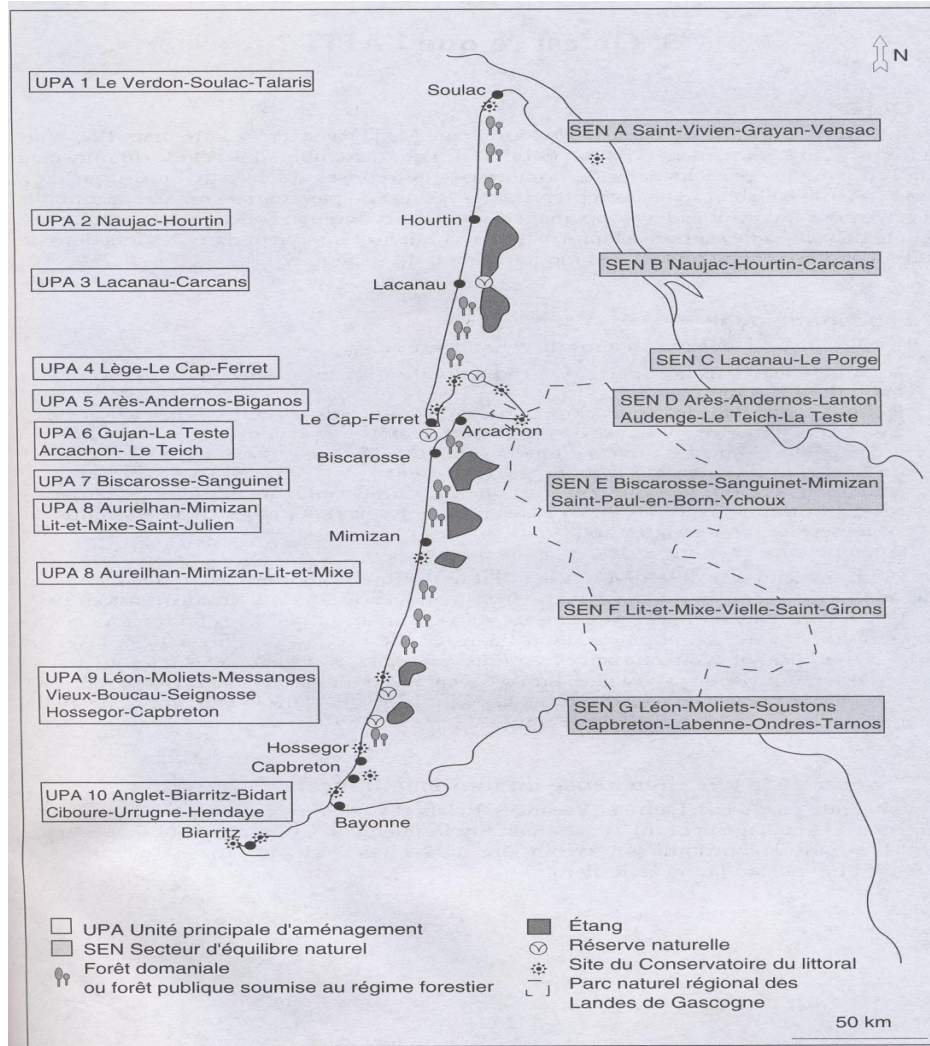 N
UPA 1 Le Verdon-Soulac-Talaris
Soulac
SEN A Saint-Vivien-Grayan-Vensac
UPA 2 Naujac-Hourtin
Hourtin
SEN B Naujac-Hourtin-Carcans
UPA 3 Lacanau-Carcans
Lacanau
SEN C Lacanau-Le Porge
UPA 4 Lège-Le Cap-Ferret
UPA 5 Arès-Andernos-Biganos
SEN D Arès-Andernos-Lanton
Audenge-Le Teich-La Teste
Le Cap-Ferret
Arcachon
UPA 6 Gujan-La Teste
Arcachon- Le Teich
Biscarosse
UPA 7 Biscarosse-Sanguinet
SEN E Biscarosse-Sanguinet-Mimizan
Saint-Paul-en-Born-Ychoux
UPA 8 Aurielhan-Mimizan
Lit-et-Mixe-Saint-Julien
Mimizan
UPA 8 Aureilhan-Mimizan-Lit-et-Mixe
SEN F Lit-et-Mixe-Vielle-Saint-Girons
UPA 9 Léon-Moliets-Messanges
Vieux-Boucau-Seignosse
Hossegor-Capbreton
SEN G Léon-Moliets-Soustons
Capbreton-Labenne-Ondres-Tarnos
Hossegor
Capbreton
UPA 10 Anglet-Biarritz-Bidart
Ciboure-Urrugne-Hendaye
Bayonne
Biarritz
UPA Unité principale d'aménagement
SEN Secteur d'équilibre naturel
Forêt domaniale
ou forêt publique soumise au régime forestier
Étang
Réserve naturelle
Site du Conservatoire du littoral
Parc naturel régional des
Landes de Gascogne
50 km